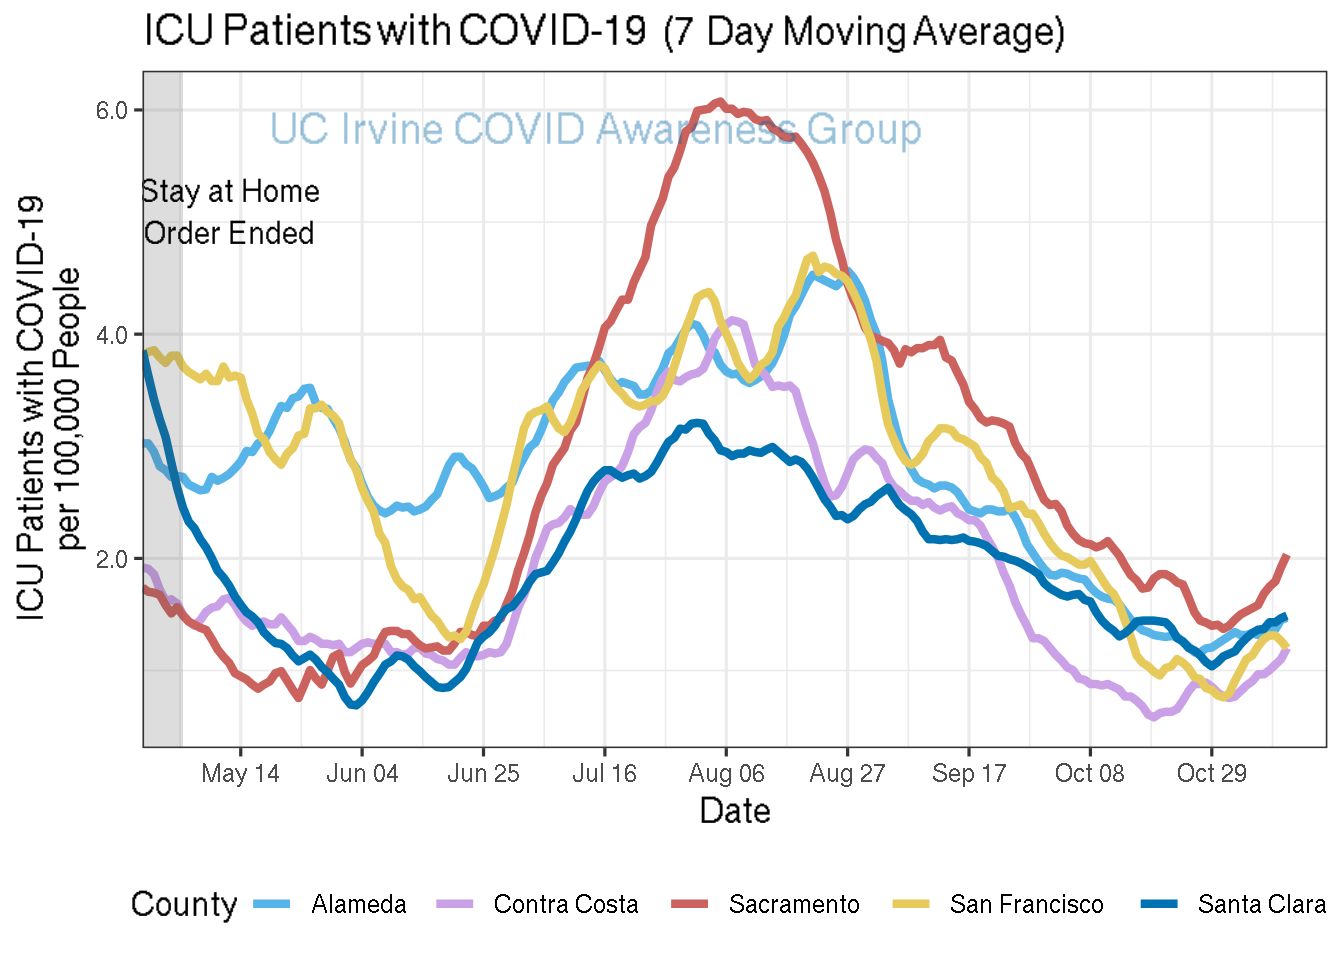 ICU Patients with COVID-19 (7 Day Moving Average)
UC Irvine COVID Awareness Group
Stay at Home
Order Ended
ICU Patients with COVID-19
per 100,000 People
6.0
4.0
2.0
May 14 Jun 04 Jun 25 Jul 16 Aug 06 Aug 27 Sep 17 Oct 08 Oct 29
Date
County Alameda Contra Costa Sacramento San Francisco Santa Clara